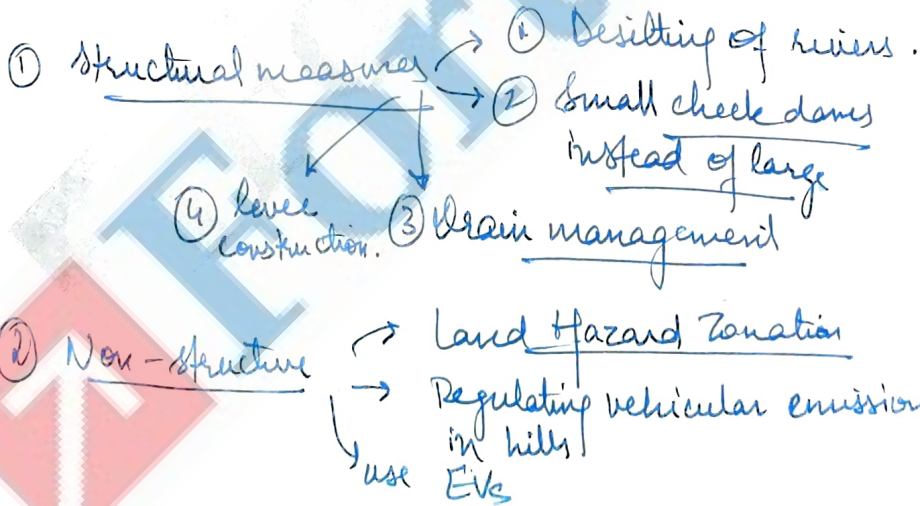 ① Structural measures
① Desilting of rivers.
② Small check dams
instead of large
③ Drain management
④ levee
construction.
② Non-structure
Land Hazard Zonation
Regulating vehicular emission
in hills
use EVs